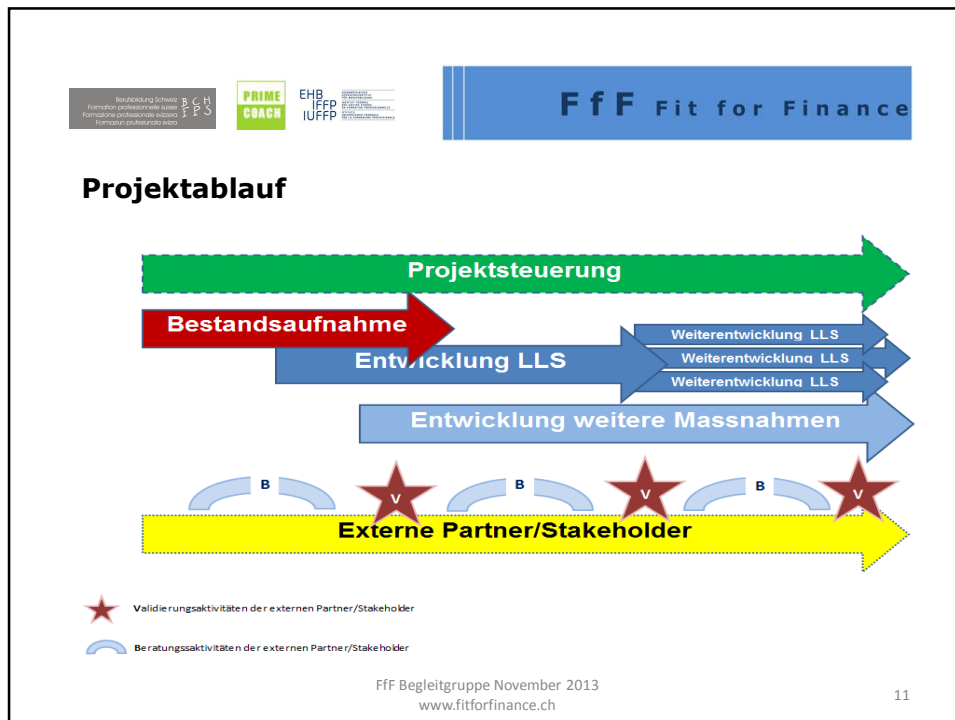 Berufsbildung Schweiz
Formation professionnelle suisse
Formazione professionale svizzera
Furmaziun professiunala svizra
B C H
F P S
PRIME
COACH
EHB
IFFP
IUFFP
FfF Fit for Finance
Projektablauf
Projektsteuerung
Bestandsaufnahme
Entwicklung LLS
Weiterentwicklung LLS
Weiterentwicklung LLS
Weiterentwicklung LLS
Entwicklung weitere Massnahmen
B
V
B
V
B
V
Externe Partner/Stakeholder
Validierungsaktivitäten der externen Partner/Stakeholder
Beratungssaktivitäten der externen Partner/Stakeholder
FfF Begleitgruppe November 2013
www.fitforfinance.ch
11